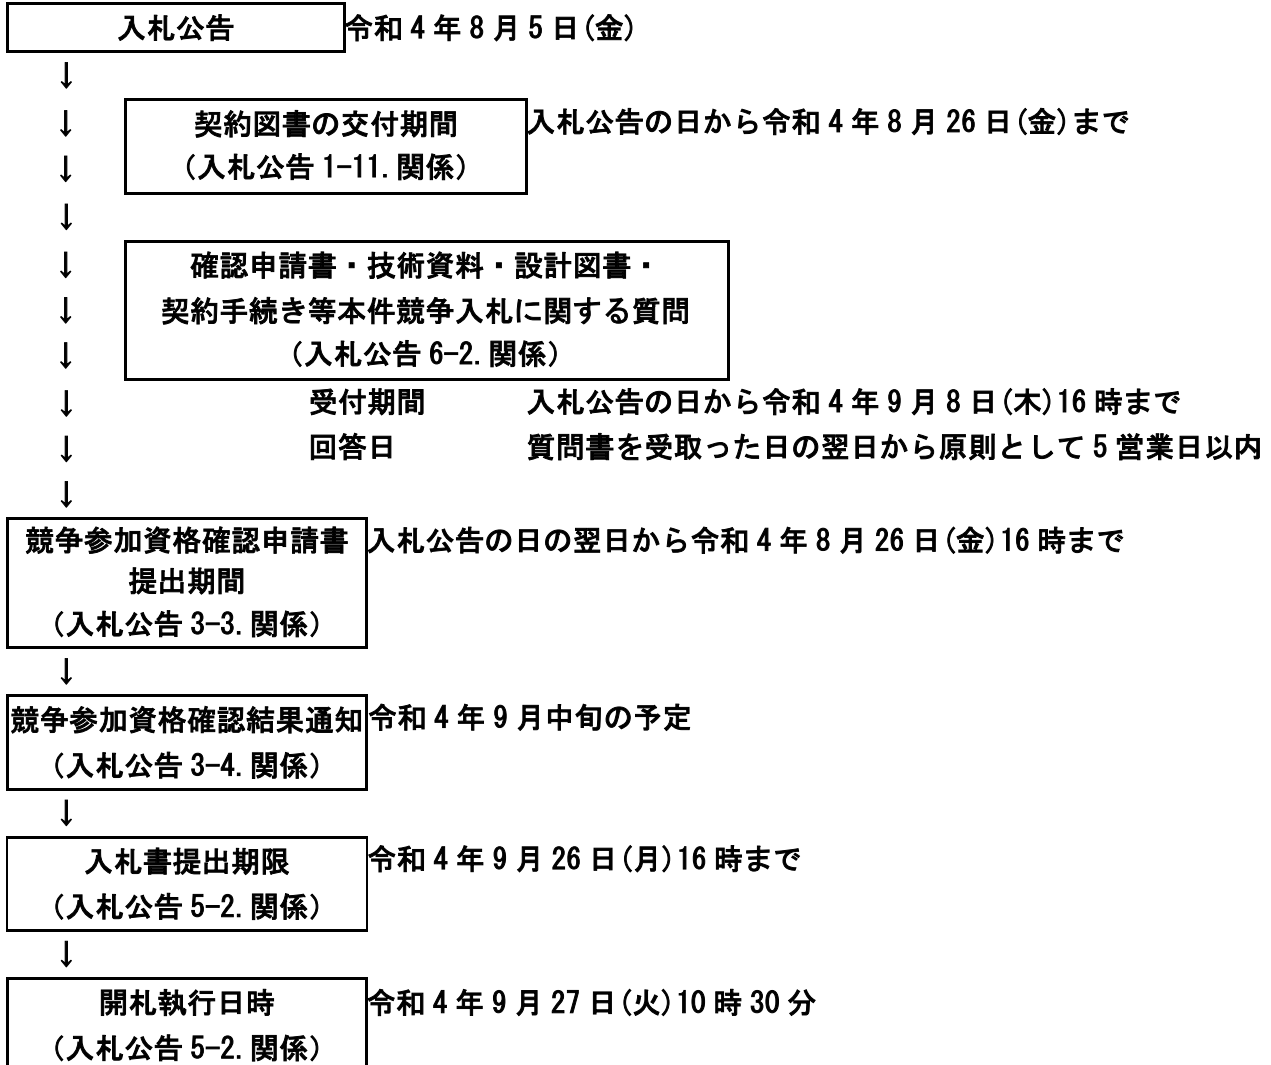 入札公告 令和4年8月5日(金)
↓
↓ 契約図書の交付期間 入札公告の日から令和4年8月26日(金)まで
↓ (入札公告1-11.関係)
↓
↓ 確認申請書・技術資料・設計図書・
↓ 契約手続き等本件競争入札に関する質問
↓ (入札公告6-2.関係)
↓ 受付期間 入札公告の日から令和4年9月8日(木)16時まで
↓ 回答日 質問書を受取った日の翌日から原則として5営業日以内
↓
競争参加資格確認申請書 入札公告の日の翌日から令和4年8月26日(金)16時まで
提出期間
(入札公告3-3.関係)
↓
競争参加資格確認結果通知 令和4年9月中旬の予定
(入札公告3-4.関係)
↓
入札書提出期限 令和4年9月26日(月)16時まで
(入札公告5-2.関係)
↓
開札執行日時 令和4年9月27日(火)10時30分
(入札公告5-2.関係)